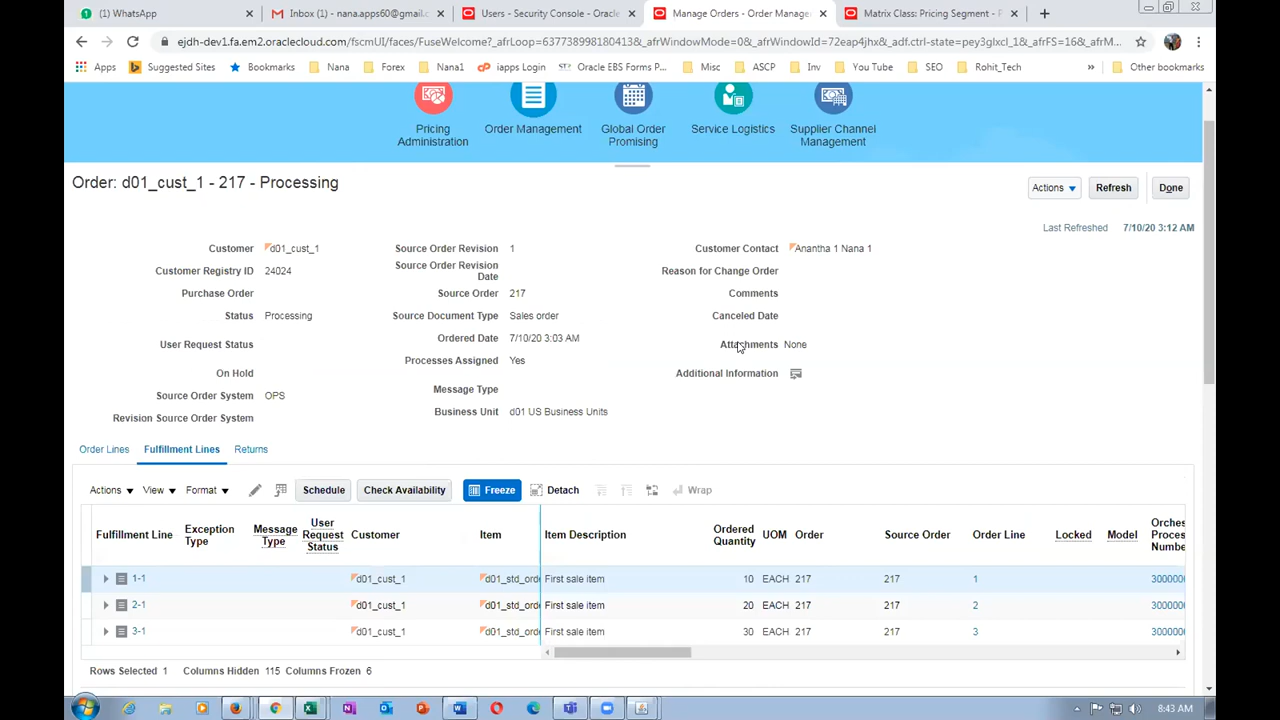 (1) WhatsApp
Inbox (1) - nana.apps60@gmail.c
Users - Security Console - Oracle
Manage Orders - Order Manage
Matrix Class: Pricing Segment - P
ejdh-dev1.fa.em2.oraclecloud.com/fscmUI/faces/FuseWelcome?_afrLoop=6377389918041​3&_afrWindowMode=0&_afrWindowId=72eap4jhx&_adf.ctrl-state=pey3glxcl_1&_afrFS=16&_afrM...
Apps Suggested Sites Bookmarks Nana Forex Nana1 iapps Login Oracle EBS Forms P... Misc ASCP Inv You Tube SEO Rohit_Tech » Other bookmarks
Pricing Administration
Order Management
Global Order Promising
Service Logistics
Supplier Channel Management
Order: d01_cust_1 - 217 - Processing
Actions Refresh Done
Last Refreshed 7/10/20 3:12 AM
Customer d01_cust_1
Customer Registry ID 24024
Purchase Order
Status Processing
User Request Status
On Hold
Source Order System OPS
Revision Source Order System
Source Order Revision 1
Source Order Revision Date
Source Order 217
Source Document Type Sales order
Ordered Date 7/10/20 3:03 AM
Processes Assigned Yes
Message Type
Business Unit d01 US Business Units
Customer Contact Anantha 1 Nana 1
Reason for Change Order
Comments
Canceled Date
Attachments None
Additional Information
Order Lines Fulfillment Lines Returns
Actions View Format Schedule Check Availability Freeze Detach Wrap
Fulfillment Line Exception Type Message Type User Request Status Customer Item Item Description Ordered Quantity UOM Order Source Order Order Line Locked Model Orches Proces Numbe
1-1 d01_cust_1 d01_std_ord First sale item 10 EACH 217 217 1 3000000
2-1 d01_cust_1 d01_std_ord First sale item 20 EACH 217 217 2 3000000
3-1 d01_cust_1 d01_std_ord First sale item 30 EACH 217 217 3 3000000
Rows Selected 1 Columns Hidden 115 Columns Frozen 6
8:43 AM